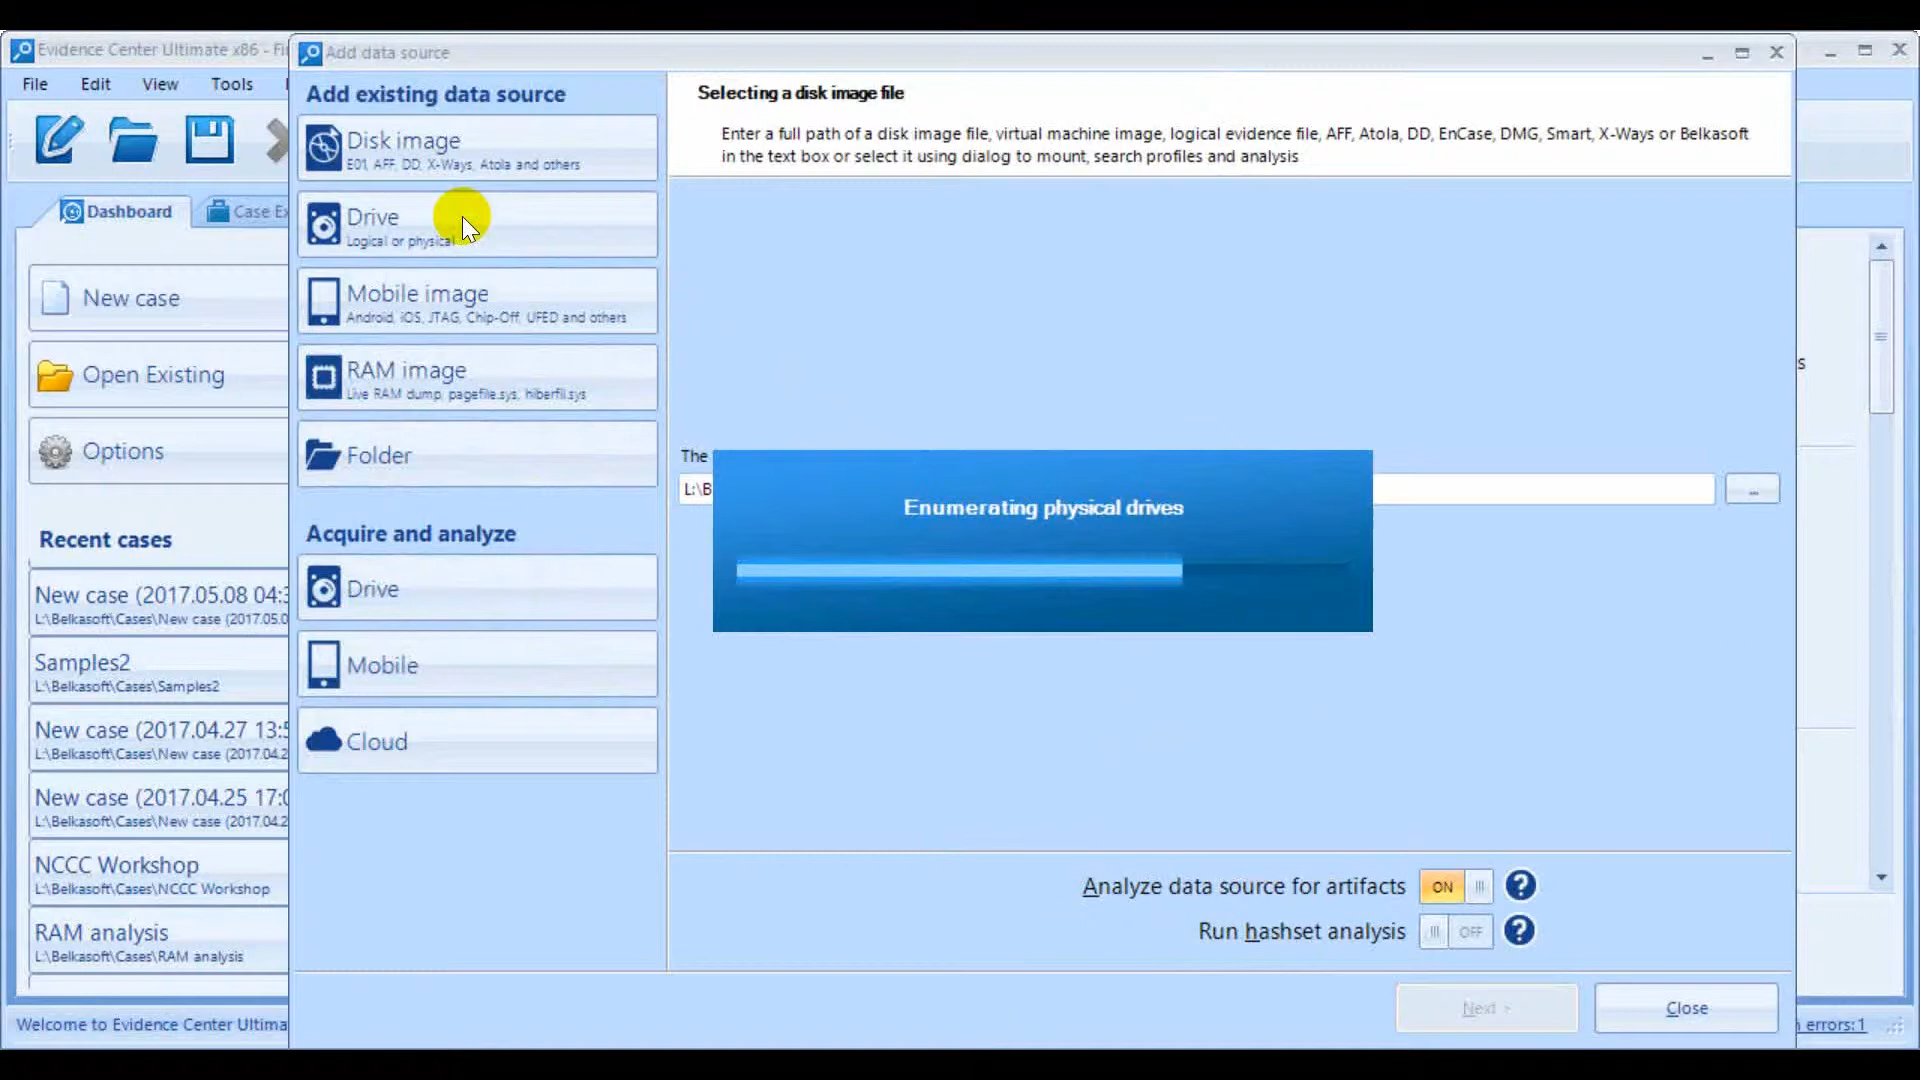 Evidence Center Ultimate x86 - Fi
Add data source
File Edit View Tools
Dashboard
Case Ex
New case
Open Existing
Options
Recent cases
New case (2017.05.08 04:3
L:\Belkasoft\Cases\New case (2017.05.0
Samples2
L:\Belkasoft\Cases\Samples2
New case (2017.04.27 13:5
L:\Belkasoft\Cases\New case (2017.04.2
New case (2017.04.25 17:0
L:\Belkasoft\Cases\New case (2017.04.2
NCCC Workshop
L:\Belkasoft\Cases\NCCC Workshop
RAM analysis
L:\Belkasoft\Cases\RAM analysis
Welcome to Evidence Center Ultima
Add existing data source
Disk image
E01, AFF, DD, X-Ways, Atola and others
Drive
Logical or physical
Mobile image
Android, iOS, JTAG, Chip-Off, UFED and others
RAM image
Live RAM dump, pagefile.sys, hiberfil.sys
Folder
Acquire and analyze
Drive
Mobile
Cloud
Selecting a disk image file
Enter a full path of a disk image file, virtual machine image, logical evidence file, AFF, Atola, DD, EnCase, DMG, Smart, X-Ways or Belkasoft
in the text box or select it using dialog to mount, search profiles and analysis
The
L:\B
...
Enumerating physical drives
Analyze data source for artifacts ON
Run hashset analysis OFF
Next >
Close
s
errors:1